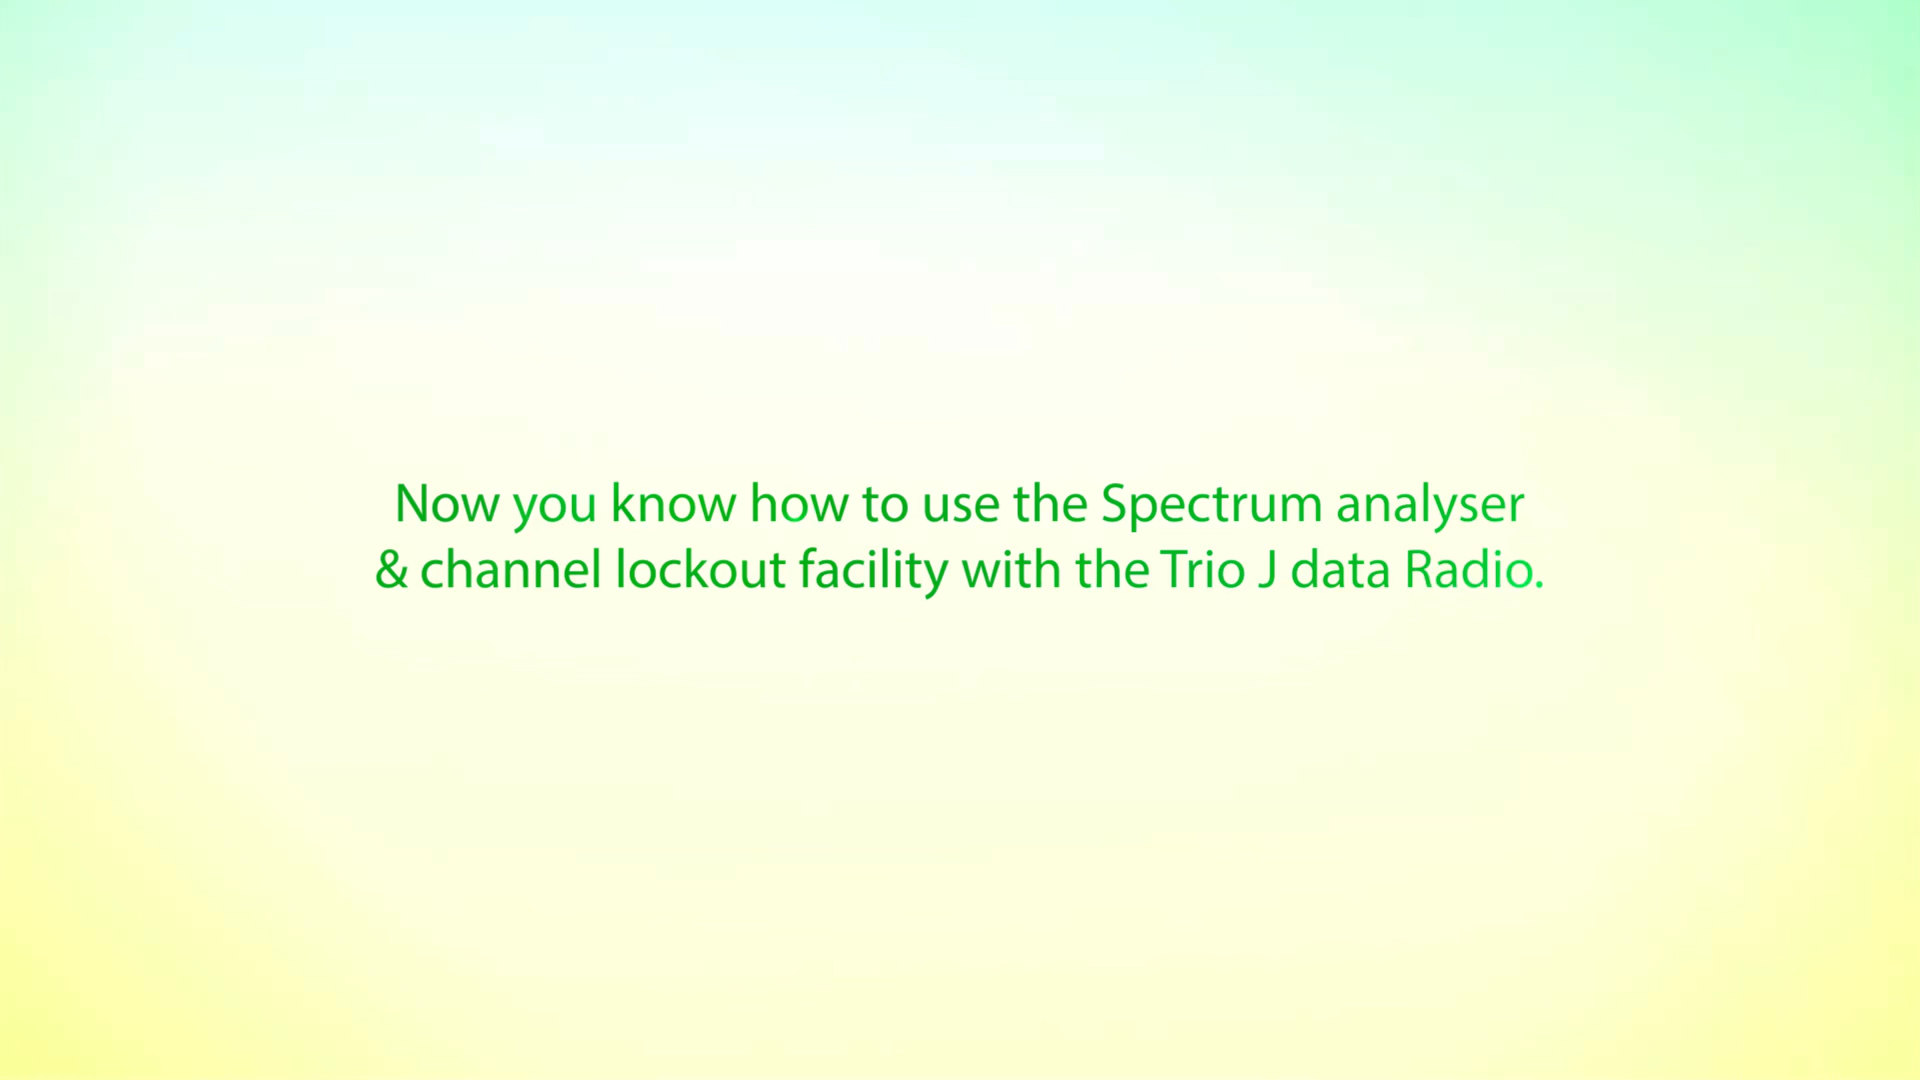 Now you know how to use the Spectrum analyser
& channel lockout facility with the Trio J data Radio.